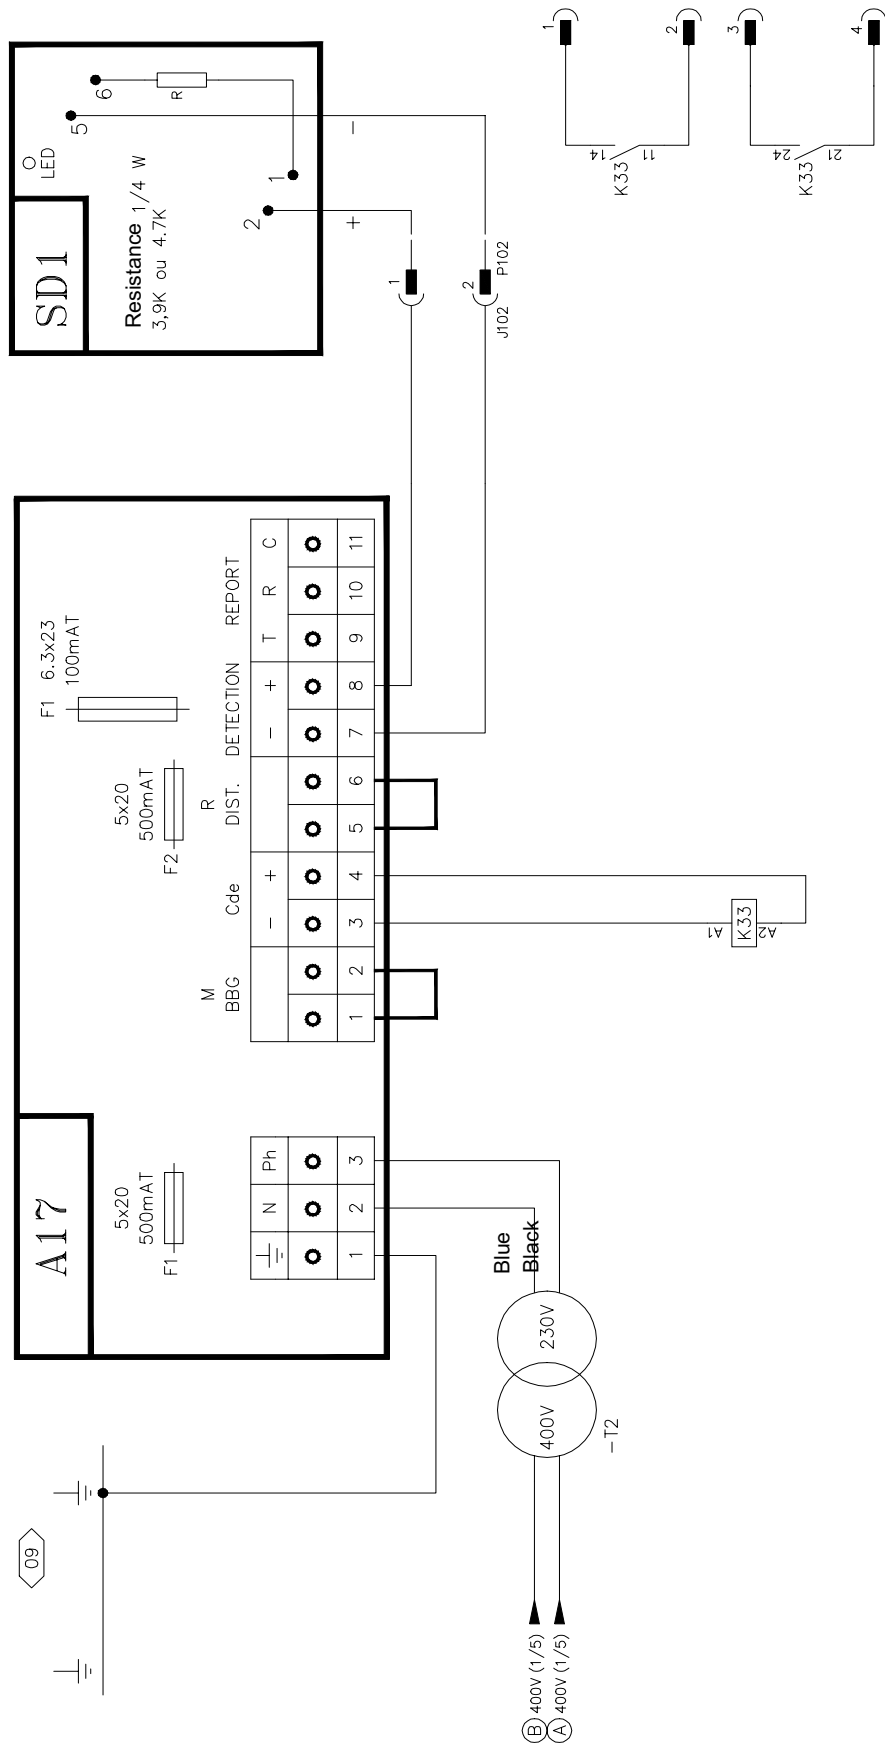 SD1
LED
Resistance 1/4 W
3,9K ou 4.7K
6
R
5
1
2
−
+
1
2
P102
J102
1
2
3
4
14
11
K33
24
21
K33
A17
F1
5x20
500mAT
F2
5x20
500mAT
F1
6.3x23
100mAT
M
BBG
Cde
R
DIST.
DETECTION
REPORT
N
Ph
−
+
−
+
T
R
C
1
2
3
1
2
3
4
5
6
7
8
9
10
11
A1
K33
A2
Blue
Black
400V
230V
−T2
09
B 400V (1/5)
A 400V (1/5)